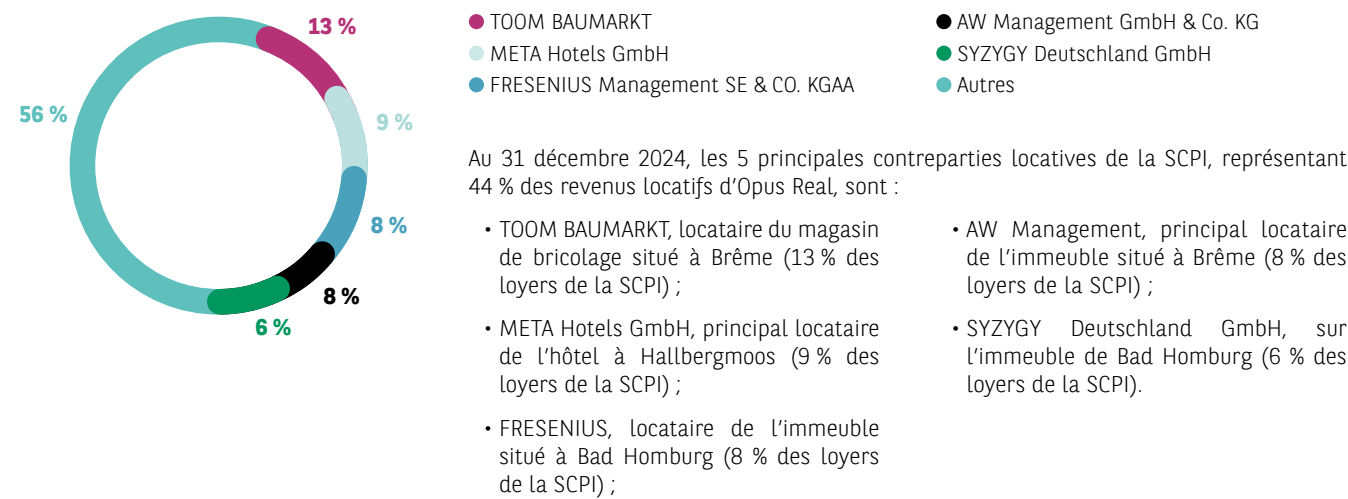 13 %
9 %
8 %
8 %
6 %
56 %
TOOM BAUMARKT
META Hotels GmbH
FRESENIUS Management SE & CO. KGAA
AW Management GmbH & Co. KG
SYZYGY Deutschland GmbH
Autres
Au 31 décembre 2024, les 5 principales contreparties locatives de la SCPI, représentant
44 % des revenus locatifs d’Opus Real, sont :
• TOOM BAUMARKT, locataire du magasin
de bricolage situé à Brême (13 % des
loyers de la SCPI) ;
• META Hotels GmbH, principal locataire
de l’hôtel à Hallbergmoos (9 % des
loyers de la SCPI) ;
• FRESENIUS, locataire de l’immeuble
situé à Bad Homburg (8 % des loyers
de la SCPI) ;
• AW Management, principal locataire
de l’immeuble situé à Brême (8 % des
loyers de la SCPI) ;
• SYZYGY Deutschland GmbH, sur
l’immeuble de Bad Homburg (6 % des
loyers de la SCPI).